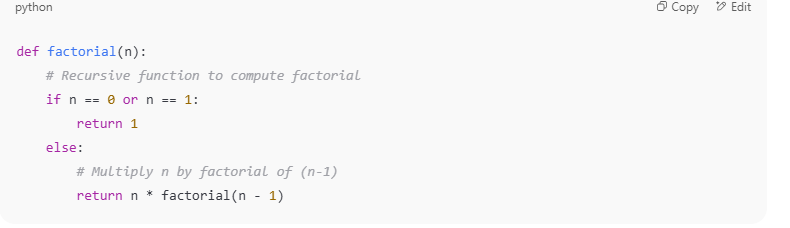 python
Copy Edit
def factorial(n):
    # Recursive function to compute factorial
    if n == 0 or n == 1:
        return 1
    else:
        # Multiply n by factorial of (n-1)
        return n * factorial(n - 1)